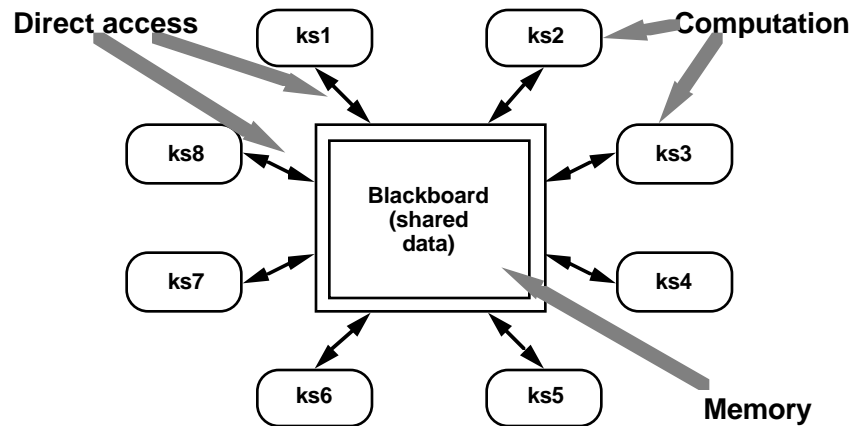 Direct access
ks1
ks2
Computation
ks8
ks3
Blackboard
(shared
data)
ks7
ks4
ks6
ks5
Memory